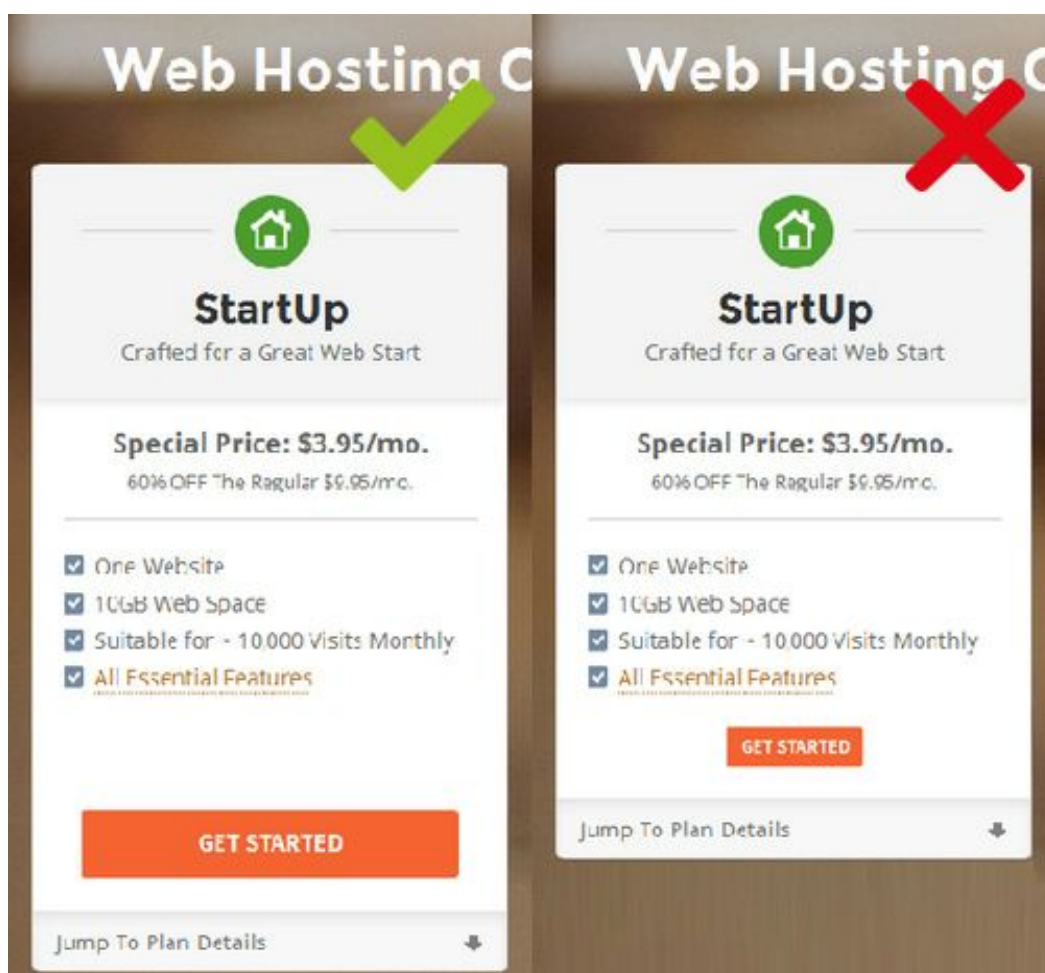 Web Hosting C
StartUp
Crafted for a Great Web Start
Special Price: $3.95/mo.
60% OFF The Regular $9.95/mo.
One Website
10GB Web Space
Suitable for ~ 10,000 Visits Monthly
All Essential Features
GET STARTED
Jump To Plan Details
Web Hosting C
StartUp
Crafted for a Great Web Start
Special Price: $3.95/mo.
60% OFF The Regular $9.95/mo.
One Website
10GB Web Space
Suitable for ~ 10,000 Visits Monthly
All Essential Features
GET STARTED
Jump To Plan Details